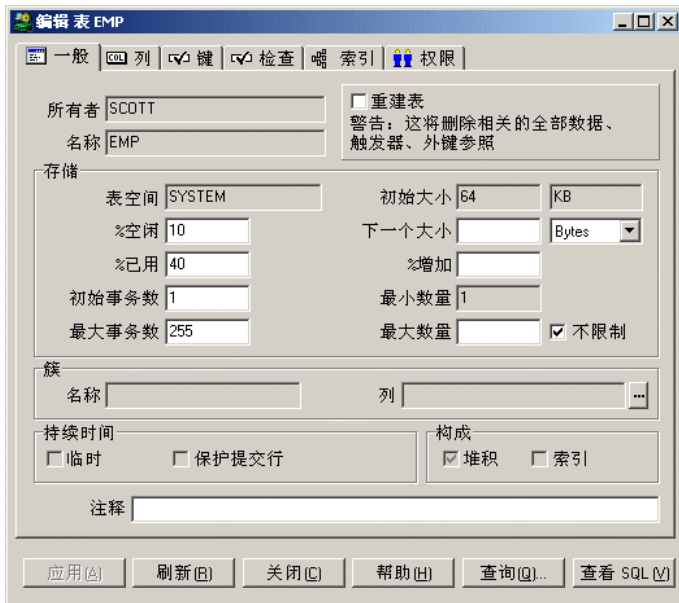 编辑 表 EMP
一般 COL 列 键 检查 索引 权限
所有者 SCOTT
名称 EMP
重建表
警告：这将删除相关的全部数据、
触发器、外键参照
存储
表空间 SYSTEM
初始大小 64 KB
%空闲 10
下一个大小 Bytes
%已用 40
%增加
初始事务数 1
最小数量 1
最大事务数 255
最大数量 不限制
簇
名称 列 ...
持续时间
临时 保护提交行
构成
堆积 索引
注释
应用(A) 刷新(R) 关闭(C) 帮助(H) 查询(Q)... 查看 SQL (V)